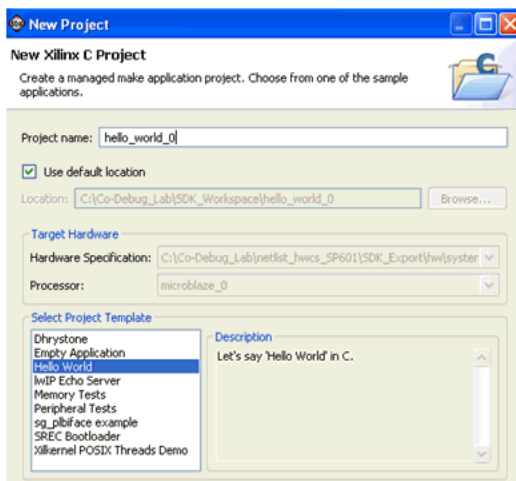 New Project
New Xilinx C Project
Create a managed make application project. Choose from one of the sample
applications.
Project name: hello_world_0
Use default location
Location: C:\Co-Debug_Lab\SDK_Workspace\hello_world_0 Browse...
Target Hardware
Hardware Specification: C:\Co-Debug_Lab\netlist_hwcs_SP601\SDK_Export\hw\system
Processor: microblaze_0
Select Project Template
Dhrystone
Empty Application
Hello World
lwIP Echo Server
Memory Tests
Peripheral Tests
sg_plbiface example
SREC Bootloader
Xilkernel POSIX Threads Demo
Description
Let's say 'Hello World' in C.